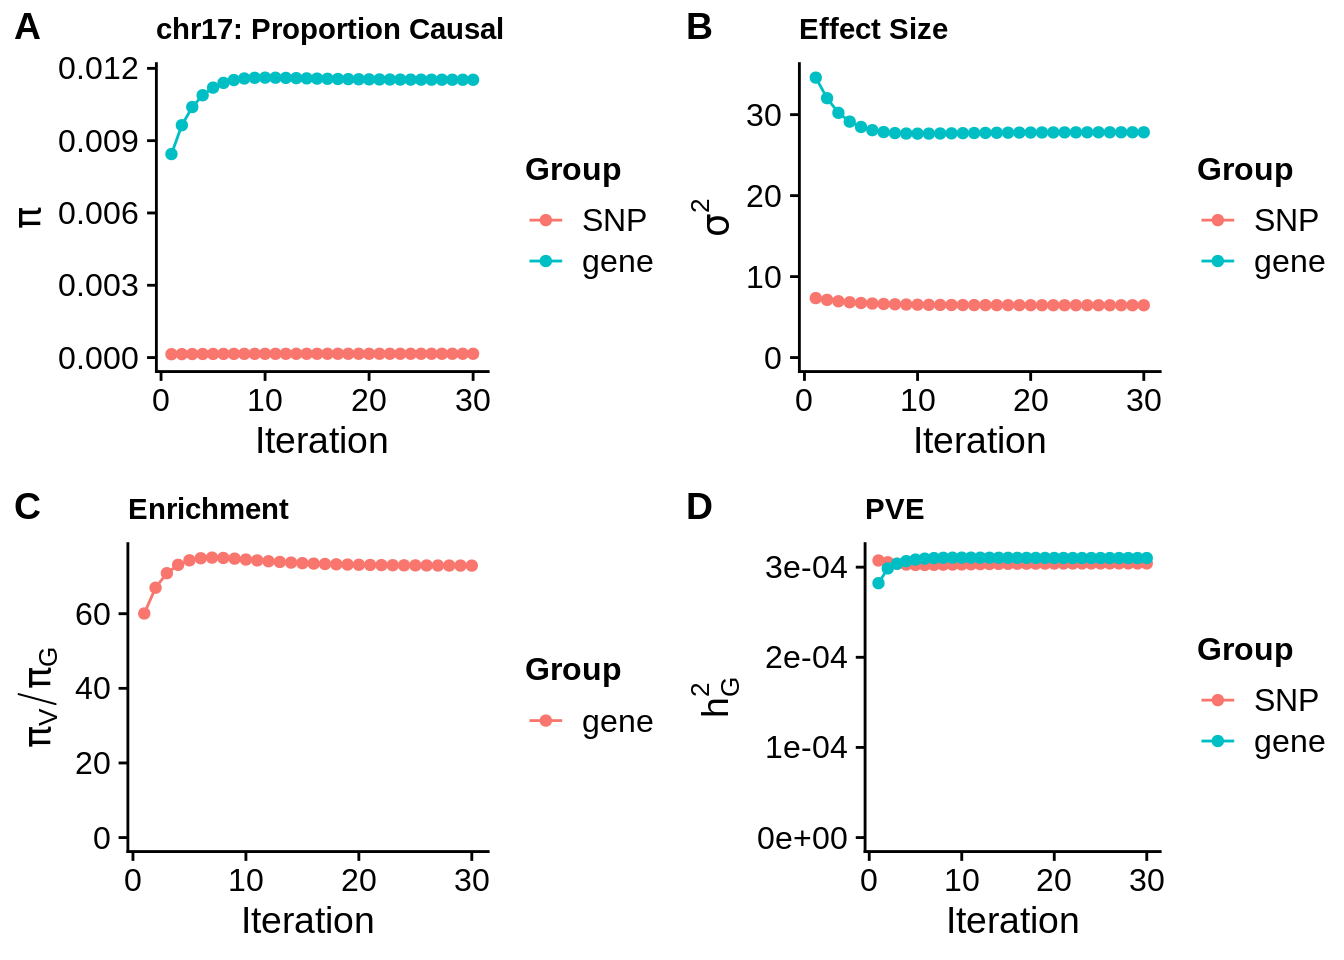 A
chr17: Proportion Causal
0.012
0.009
0.006
0.003
0.000
π
0 10 20 30
Iteration
Group
SNP
gene
B
Effect Size
30
20
10
0
σ²
0 10 20 30
Iteration
Group
SNP
gene
C
Enrichment
60
40
20
0
π_V/π_G
0 10 20 30
Iteration
Group
gene
D
PVE
3e-04
2e-04
1e-04
0e+00
h²_G
0 10 20 30
Iteration
Group
SNP
gene